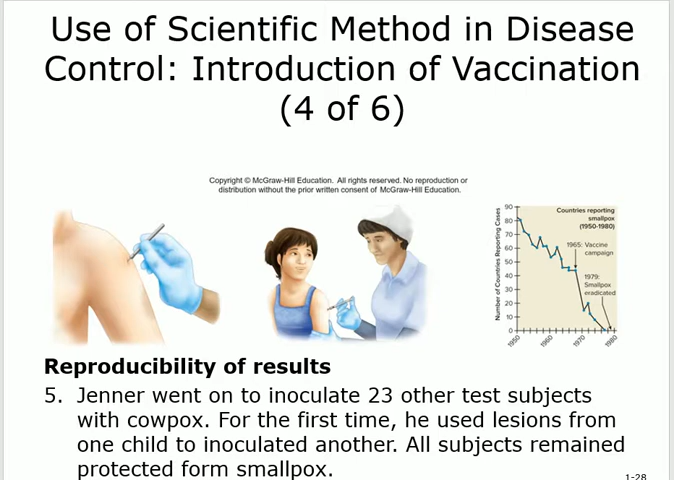 Use of Scientific Method in Disease
Control: Introduction of Vaccination
(4 of 6)
Copyright © McGraw-Hill Education. All rights reserved. No reproduction or
distribution without the prior written consent of McGraw-Hill Education.
Number of Countries Reporting Cases
90
80
70
60
50
40
30
20
10
0
Countries reporting
smallpox
(1950-1980)
1965: Vaccine
campaign
1979:
Smallpox
eradicated
1950
1960
1970
1980
Reproducibility of results
5. Jenner went on to inoculate 23 other test subjects
with cowpox. For the first time, he used lesions from
one child to inoculated another. All subjects remained
protected form smallpox.
1-28